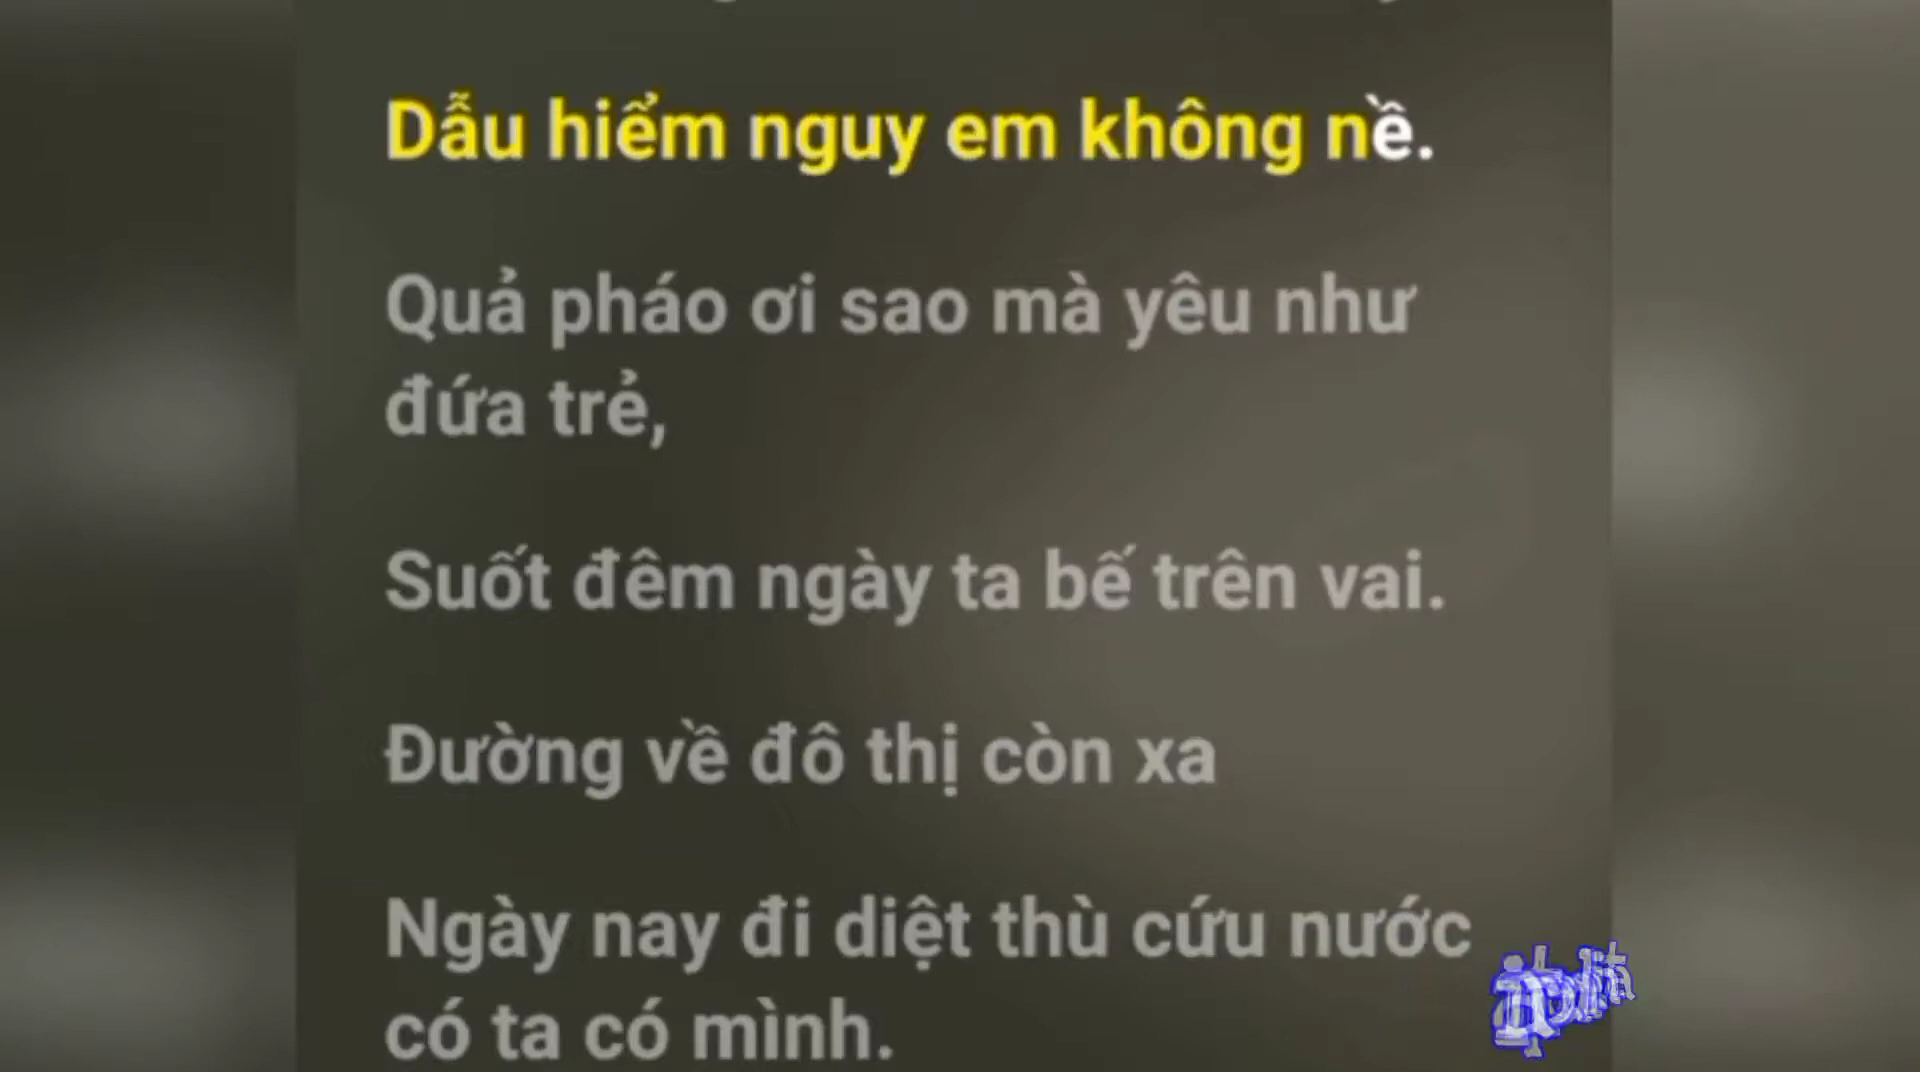 Dẫu hiểm nguy em không nề.
Quả pháo ơi sao mà yêu như
đứa trẻ,
Suốt đêm ngày ta bế trên vai.
Đường về đô thị còn xa
Ngày nay đi diệt thù cứu nước
có ta có mình.